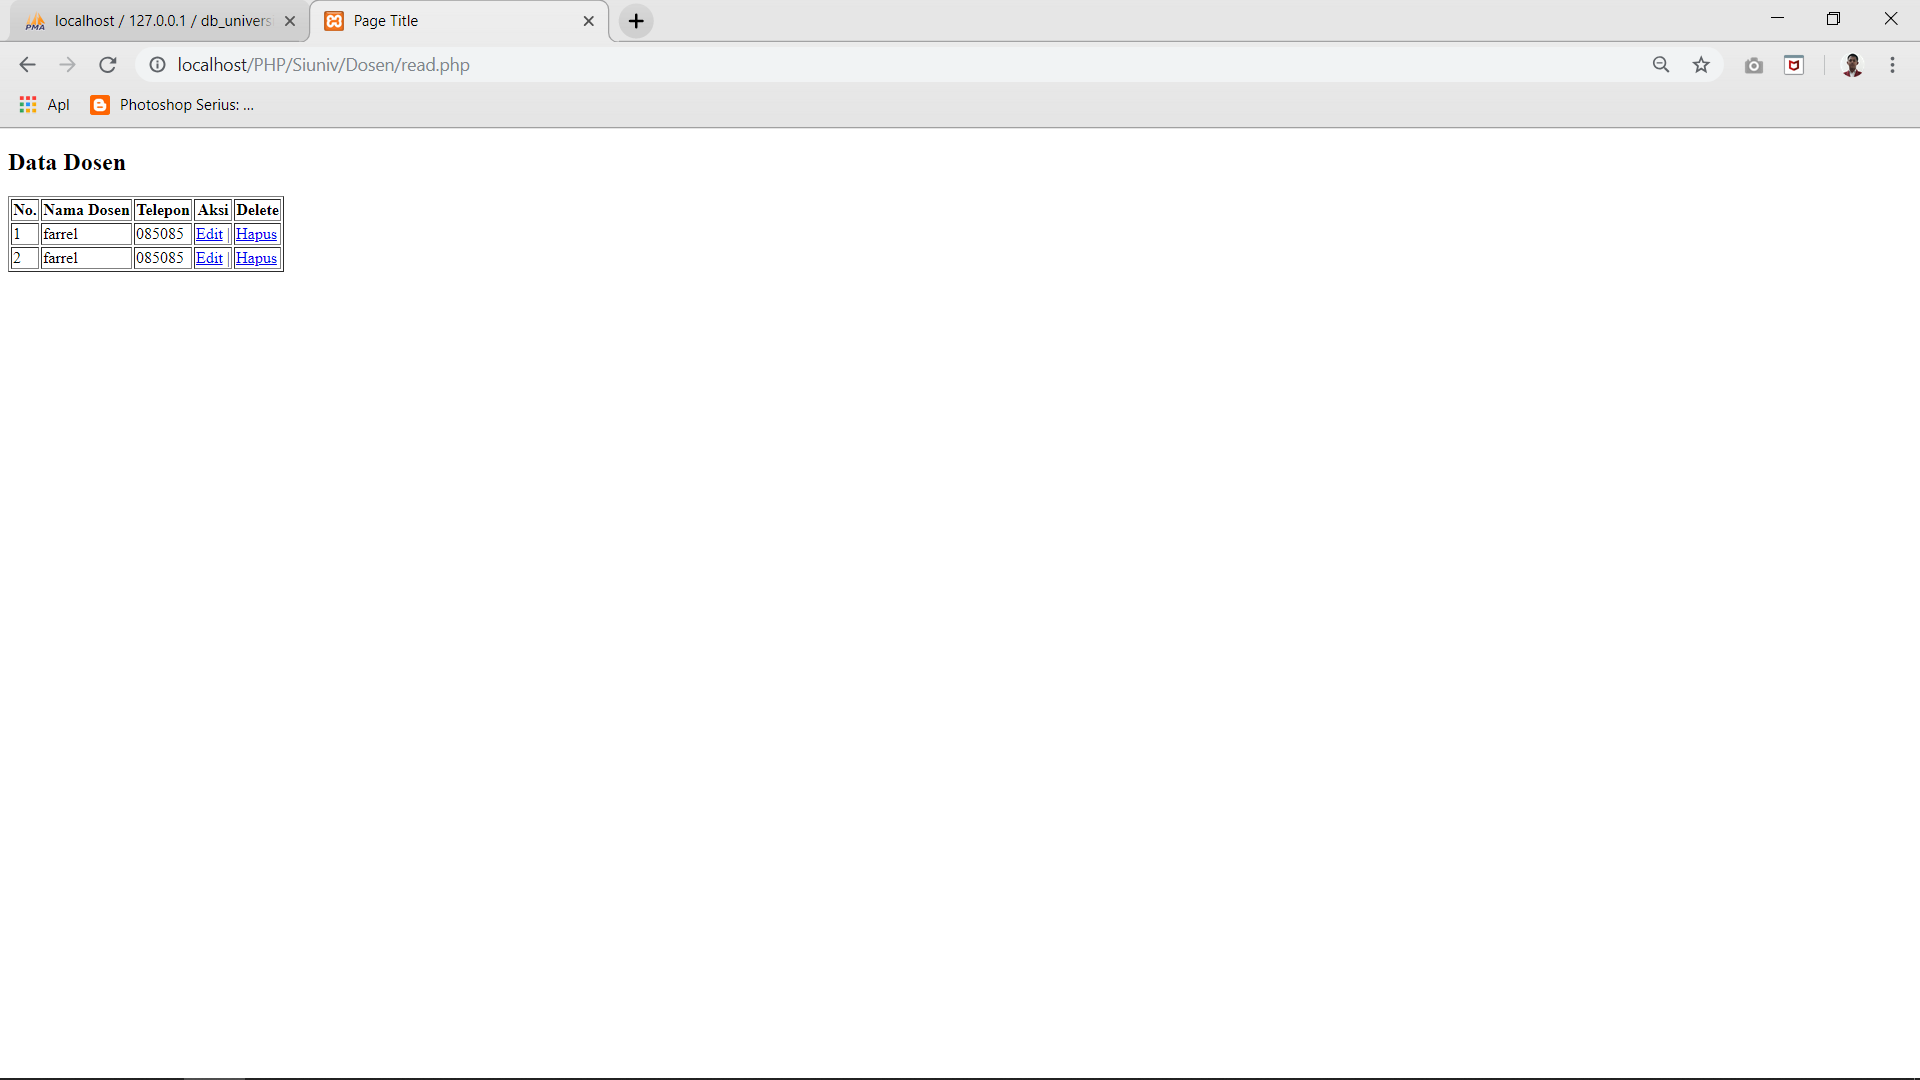 localhost / 127.0.0.1 / db_univers
Page Title
localhost/PHP/Siuniv/Dosen/read.php
Apl
Photoshop Serius: ...
Data Dosen
No. Nama Dosen Telepon Aksi Delete
1 farrel 085085 Edit | Hapus
2 farrel 085085 Edit | Hapus